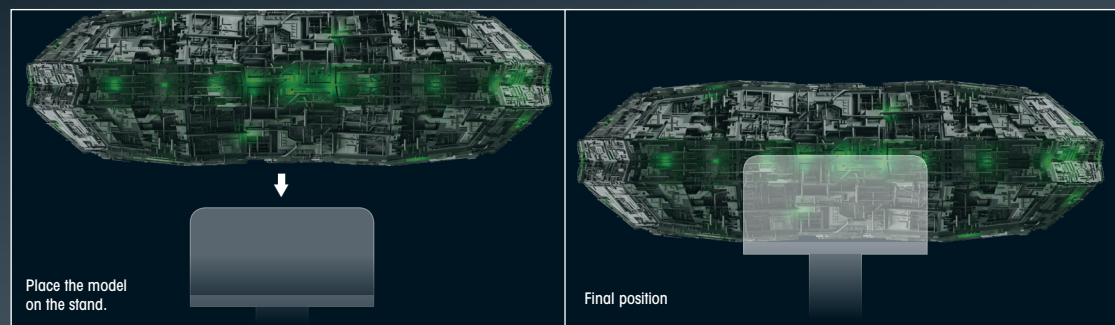 Place the model
on the stand.
Final position